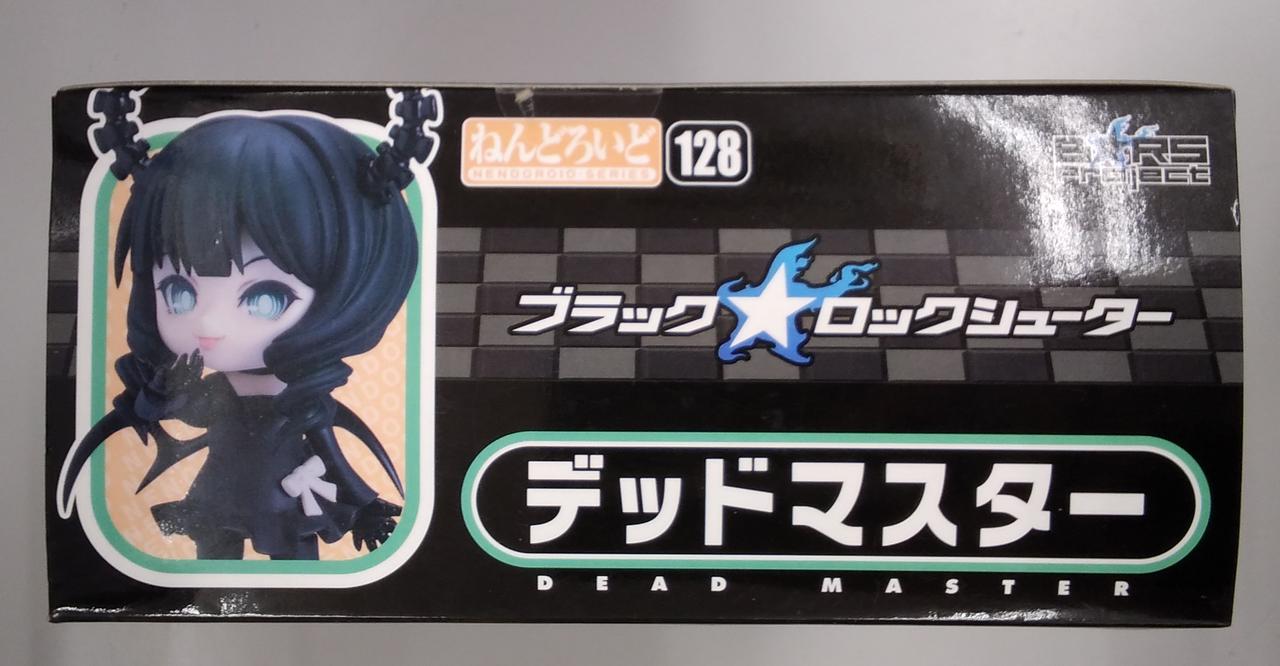 ねんどろいど
NENDOROID SERIES
128
B★RS
Project
ブラック★ロックシューター
デッドマスター
DEAD MASTER